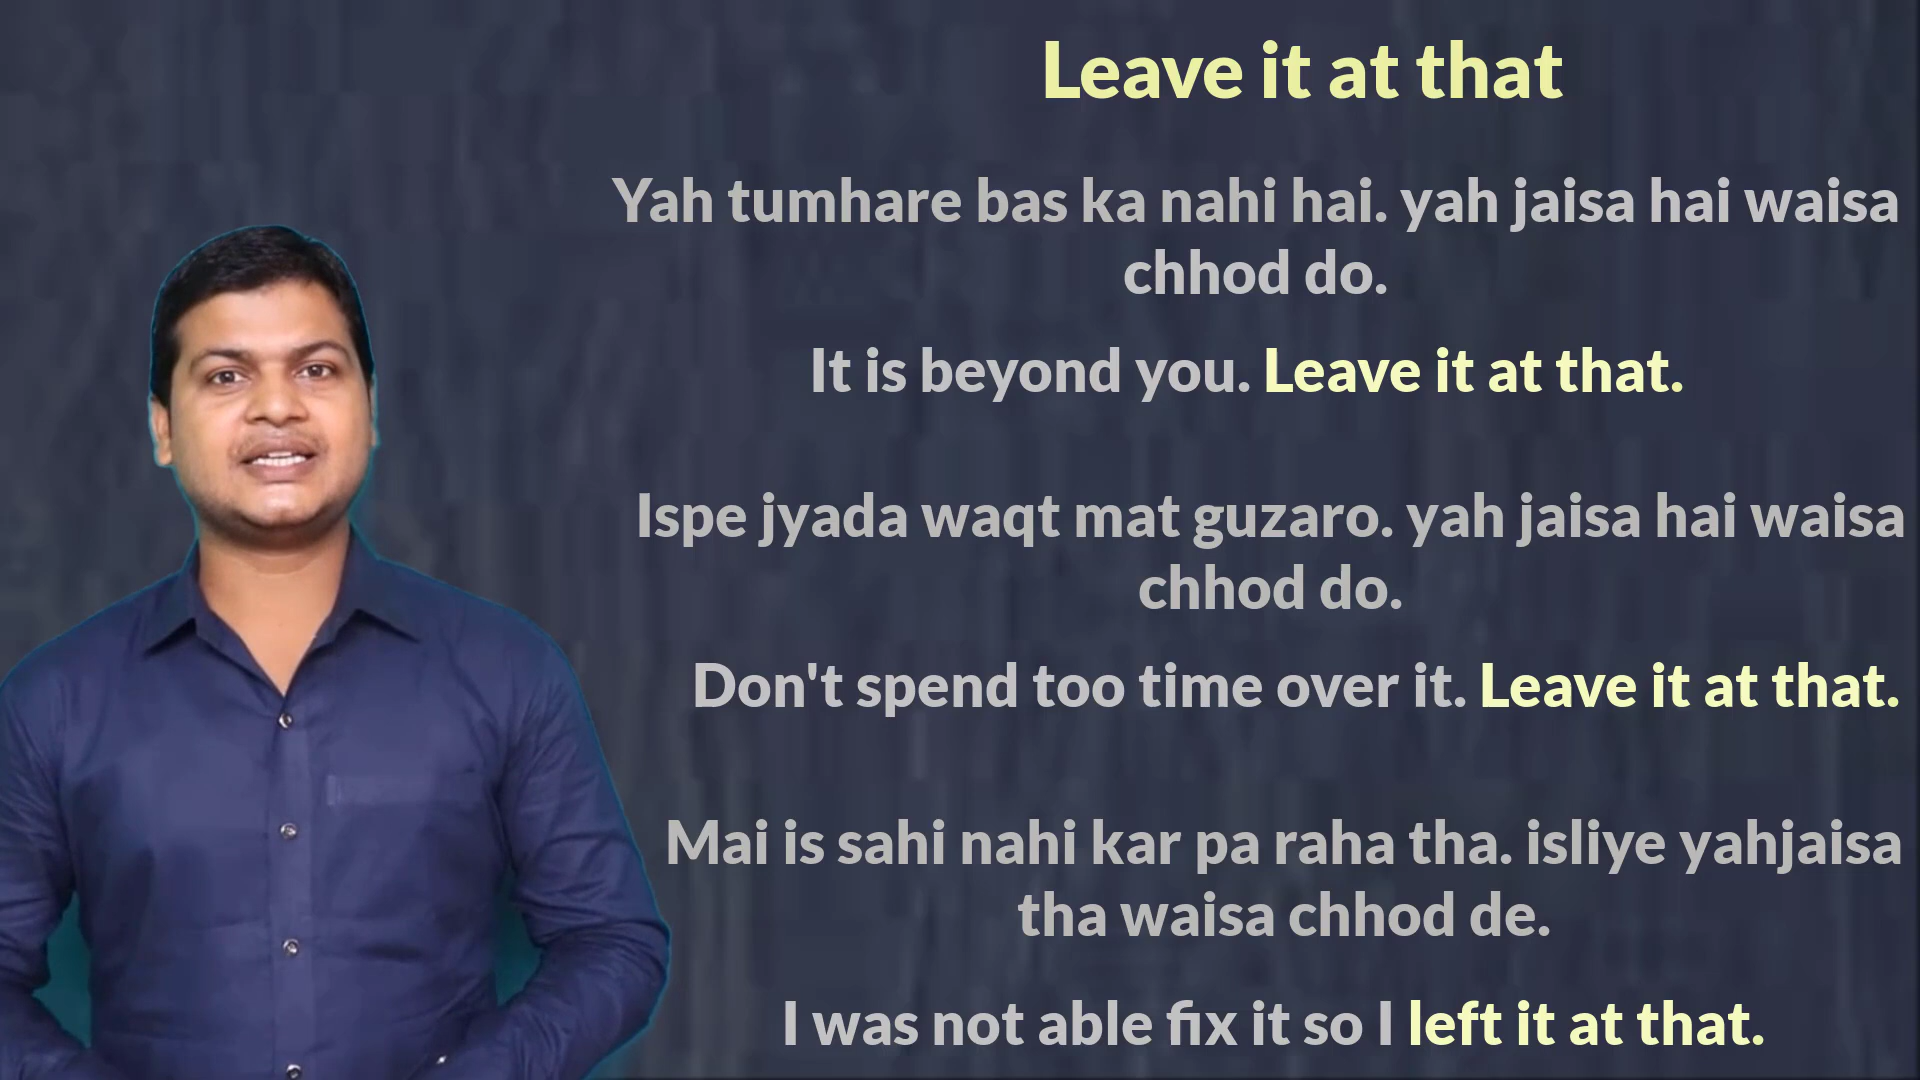 Leave it at that
Yah tumhare bas ka nahi hai. yah jaisa hai waisa
chhod do.
It is beyond you. Leave it at that.
Ispe jyada waqt mat guzaro. yah jaisa hai waisa
chhod do.
Don't spend too time over it. Leave it at that.
Mai is sahi nahi kar pa raha tha. isliye yahjaisa
tha waisa chhod de.
I was not able fix it so I left it at that.